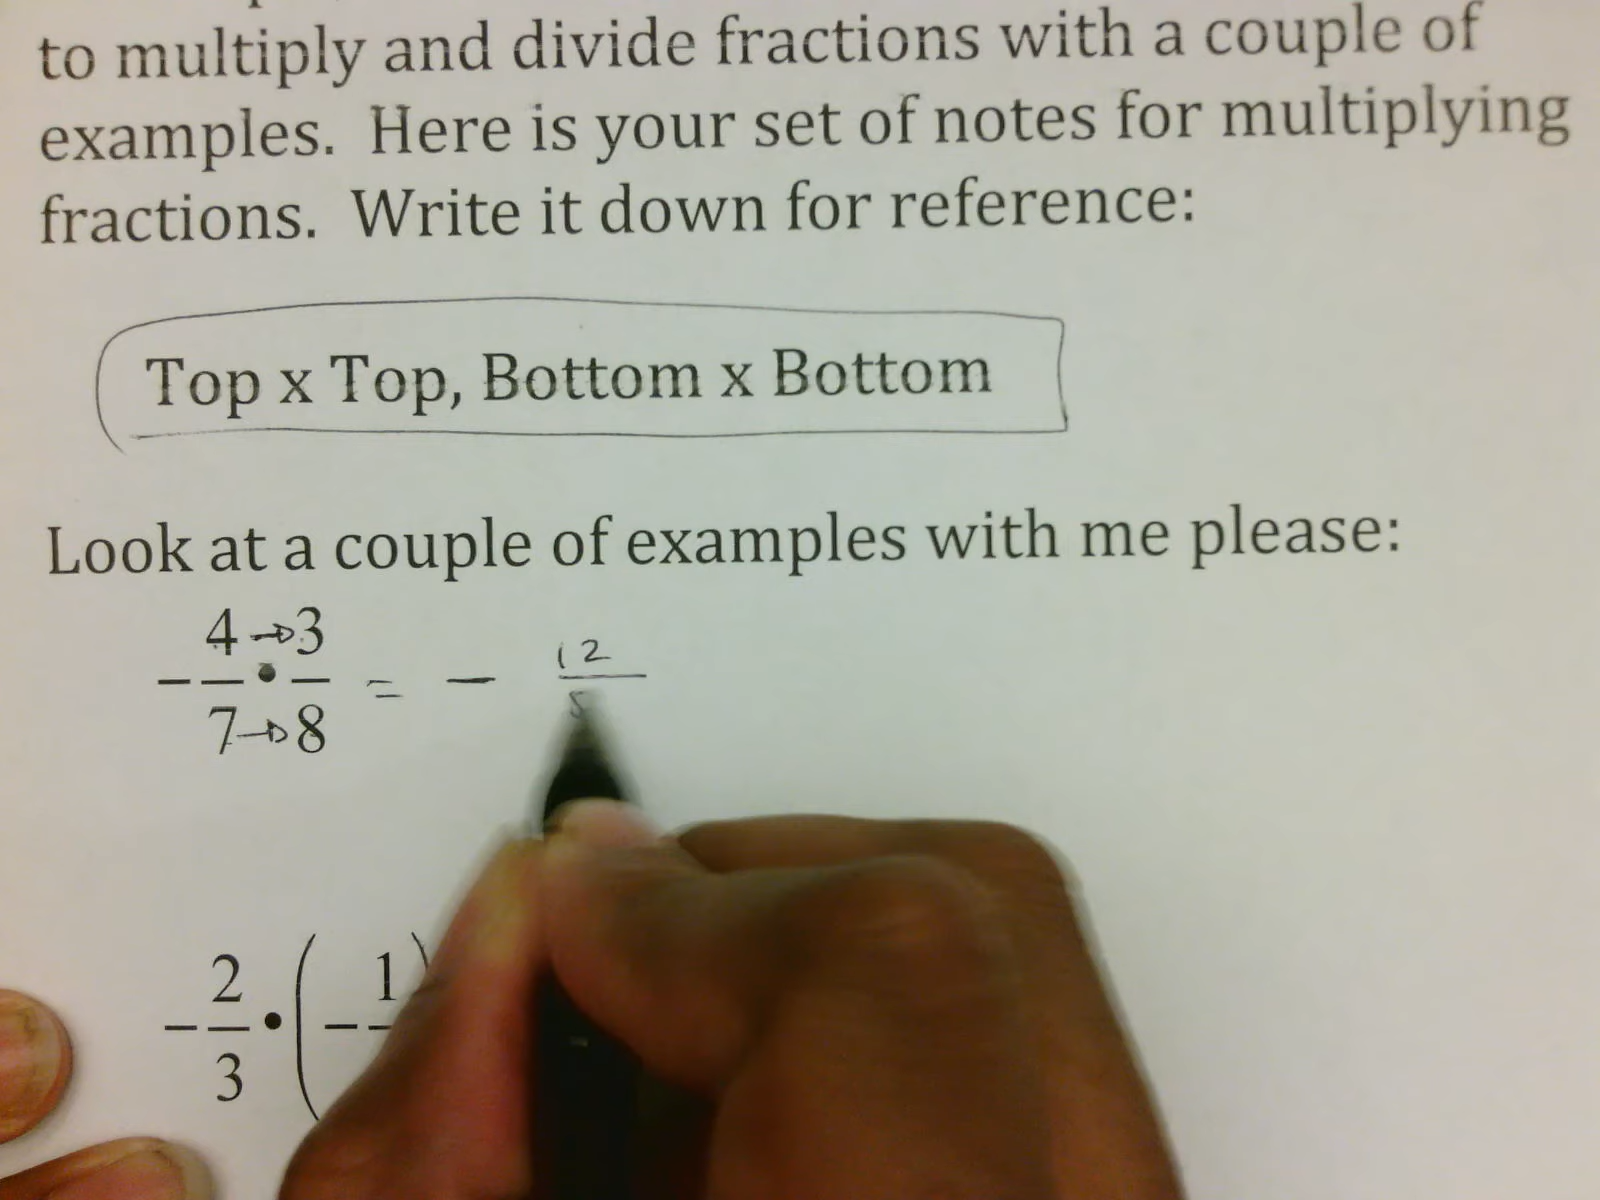 to multiply and divide fractions with a couple of
examples. Here is your set of notes for multiplying
fractions. Write it down for reference:
Top x Top, Bottom x Bottom
Look at a couple of examples with me please:
4→3 12
- — • — = - —
7→8 5
2 1
- — • ( - — )
3